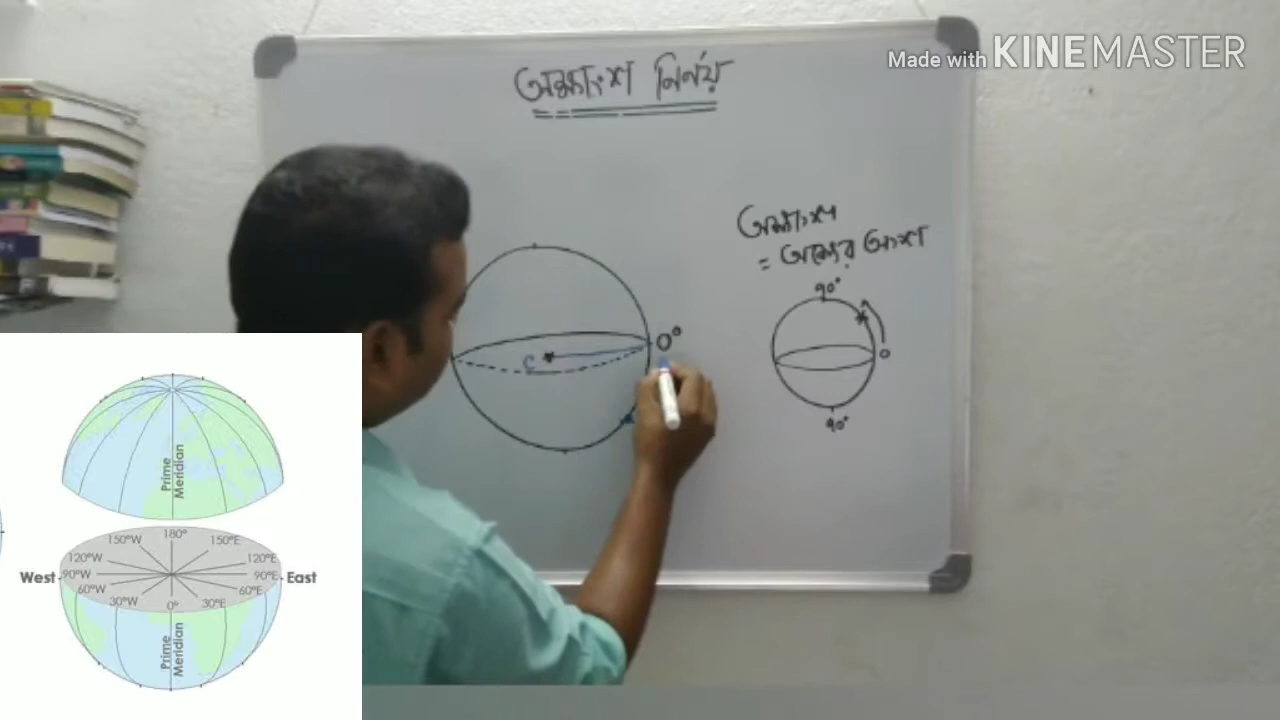 Made with KINEMASTER
অক্ষাংশ নির্ণয়
অক্ষাংশ
= অক্ষের অংশ
90°
0
90°
0°
C
Prime Meridian
180°
150°W 150°E
120°W 120°E
West 90°W 90°E East
60°W 60°E
30°W 0° 30°E
Prime Meridian